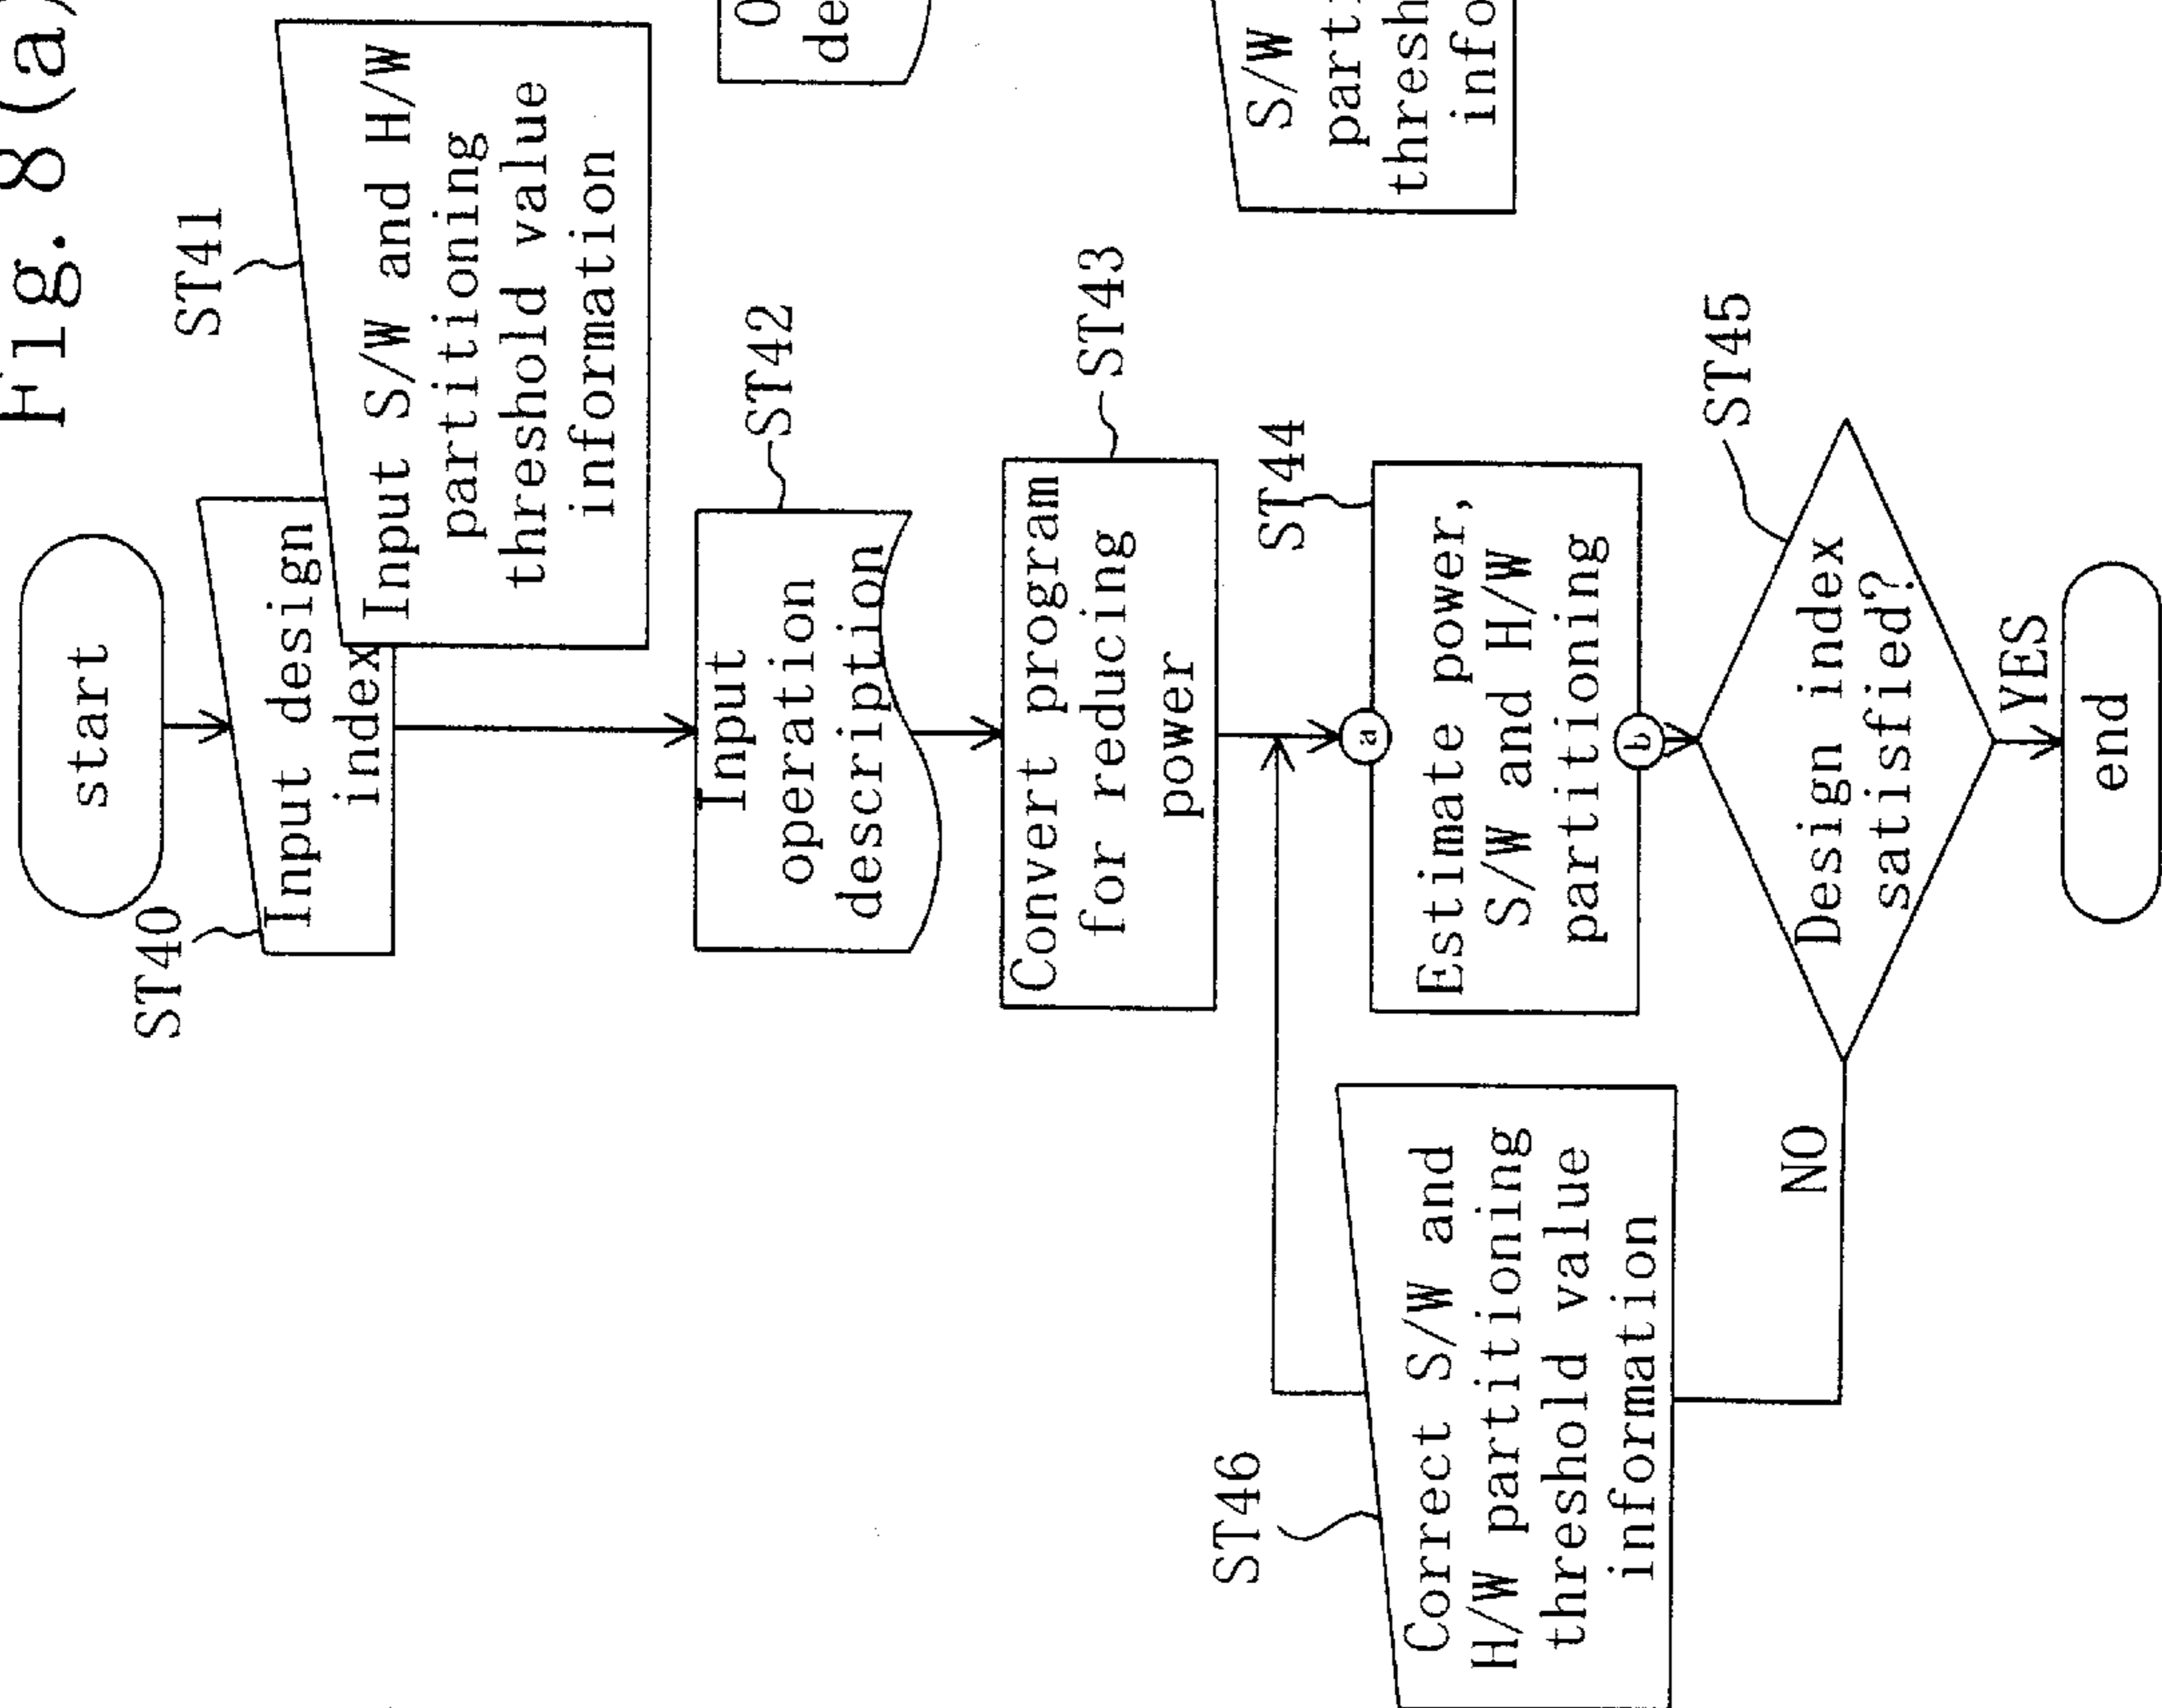 Fig. 8(a)
start
ST40
Input design
index
ST41
Input S/W and H/W
partitioning
threshold value
information
ST42
Input
operation
description
ST43
Convert program
for reducing
power
ST44
a
Estimate power,
S/W and H/W
partitioning
b
ST45
Design index
satisfied?
YES
end
NO
ST46
Correct S/W and
H/W partitioning
threshold value
information
S/W